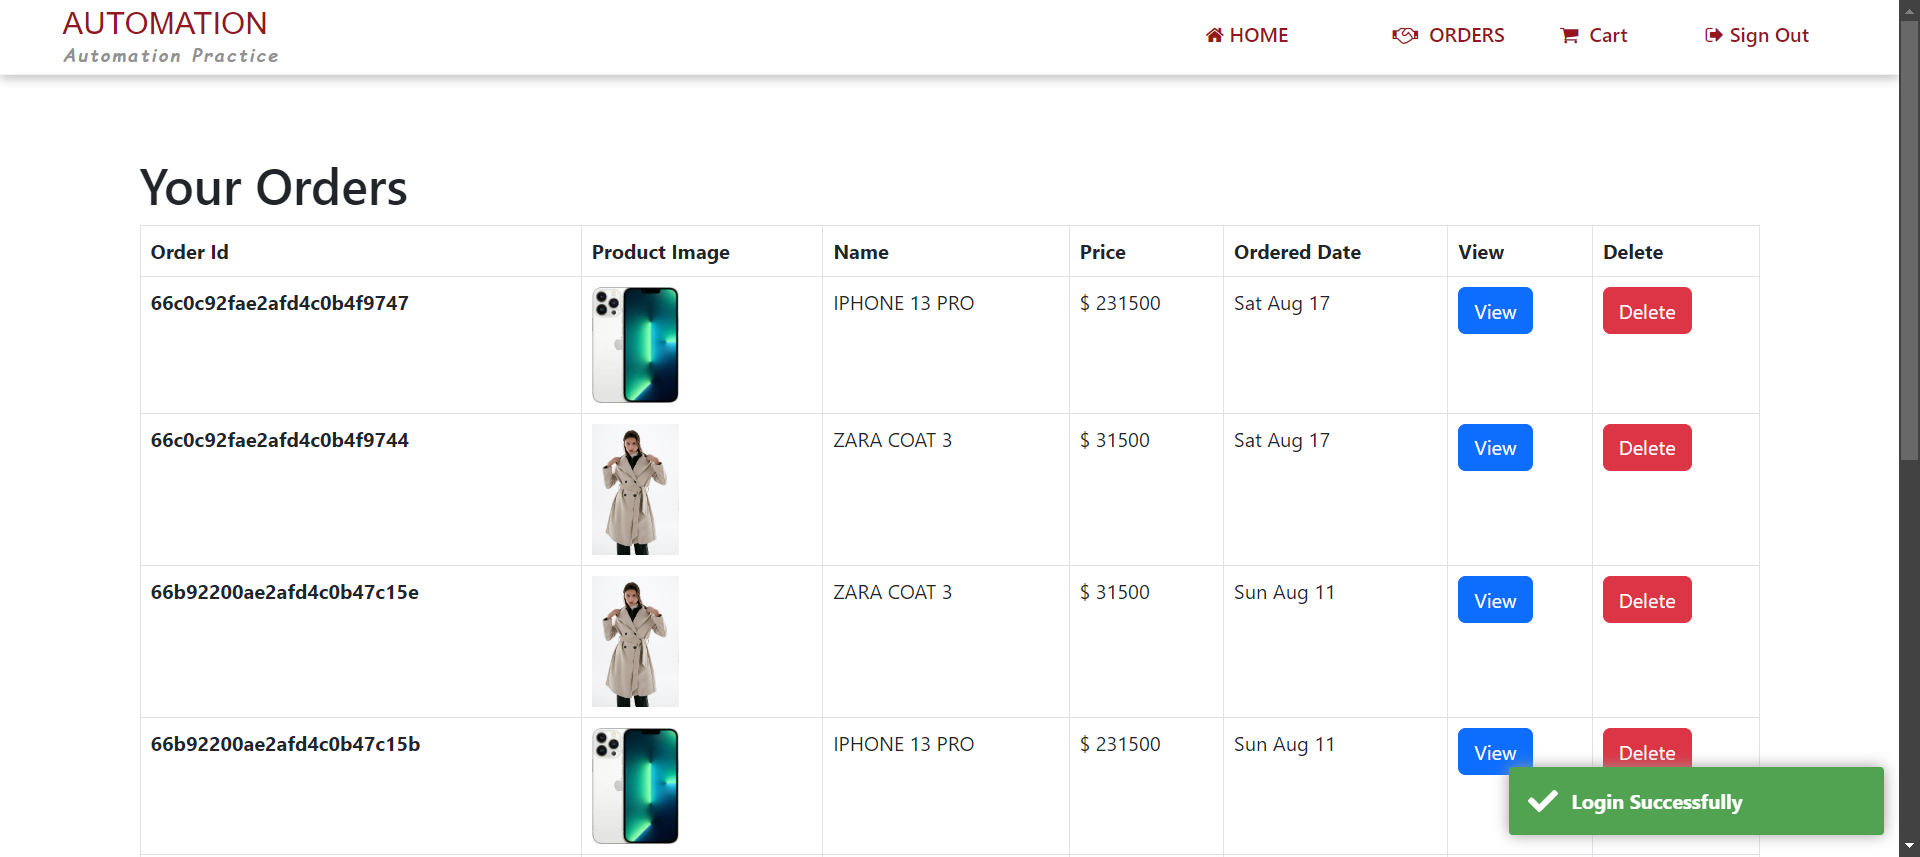 AUTOMATION
Automation Practice
HOME ORDERS Cart Sign Out
Your Orders
Order Id Product Image Name Price Ordered Date View Delete
66c0c92fae2afd4c0b4f9747 IPHONE 13 PRO $ 231500 Sat Aug 17 View Delete
66c0c92fae2afd4c0b4f9744 ZARA COAT 3 $ 31500 Sat Aug 17 View Delete
66b92200ae2afd4c0b47c15e ZARA COAT 3 $ 31500 Sun Aug 11 View Delete
66b92200ae2afd4c0b47c15b IPHONE 13 PRO $ 231500 Sun Aug 11 View Delete
Login Successfully